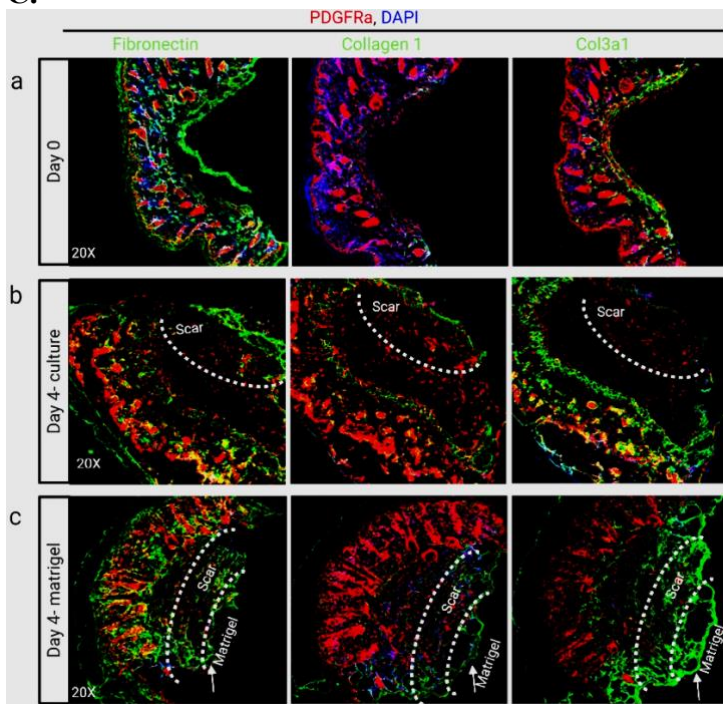 C.
PDGFRa, DAPI
Fibronectin Collagen 1 Col3a1
a
Day 0
20X
b
Day 4- culture
Scar Scar Scar
20X
c
Day 4- matrigel
Scar Scar Scar
Matrigel Matrigel Matrigel
20X